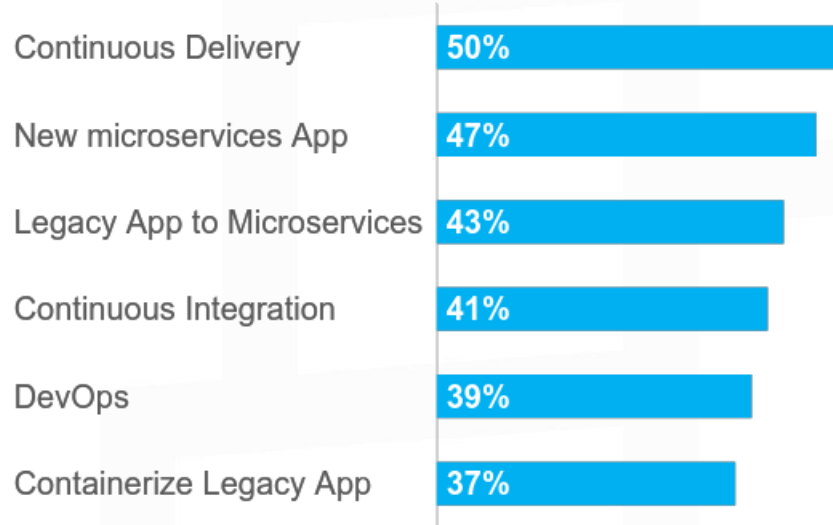 Continuous Delivery 50%
New microservices App 47%
Legacy App to Microservices 43%
Continuous Integration 41%
DevOps 39%
Containerize Legacy App 37%